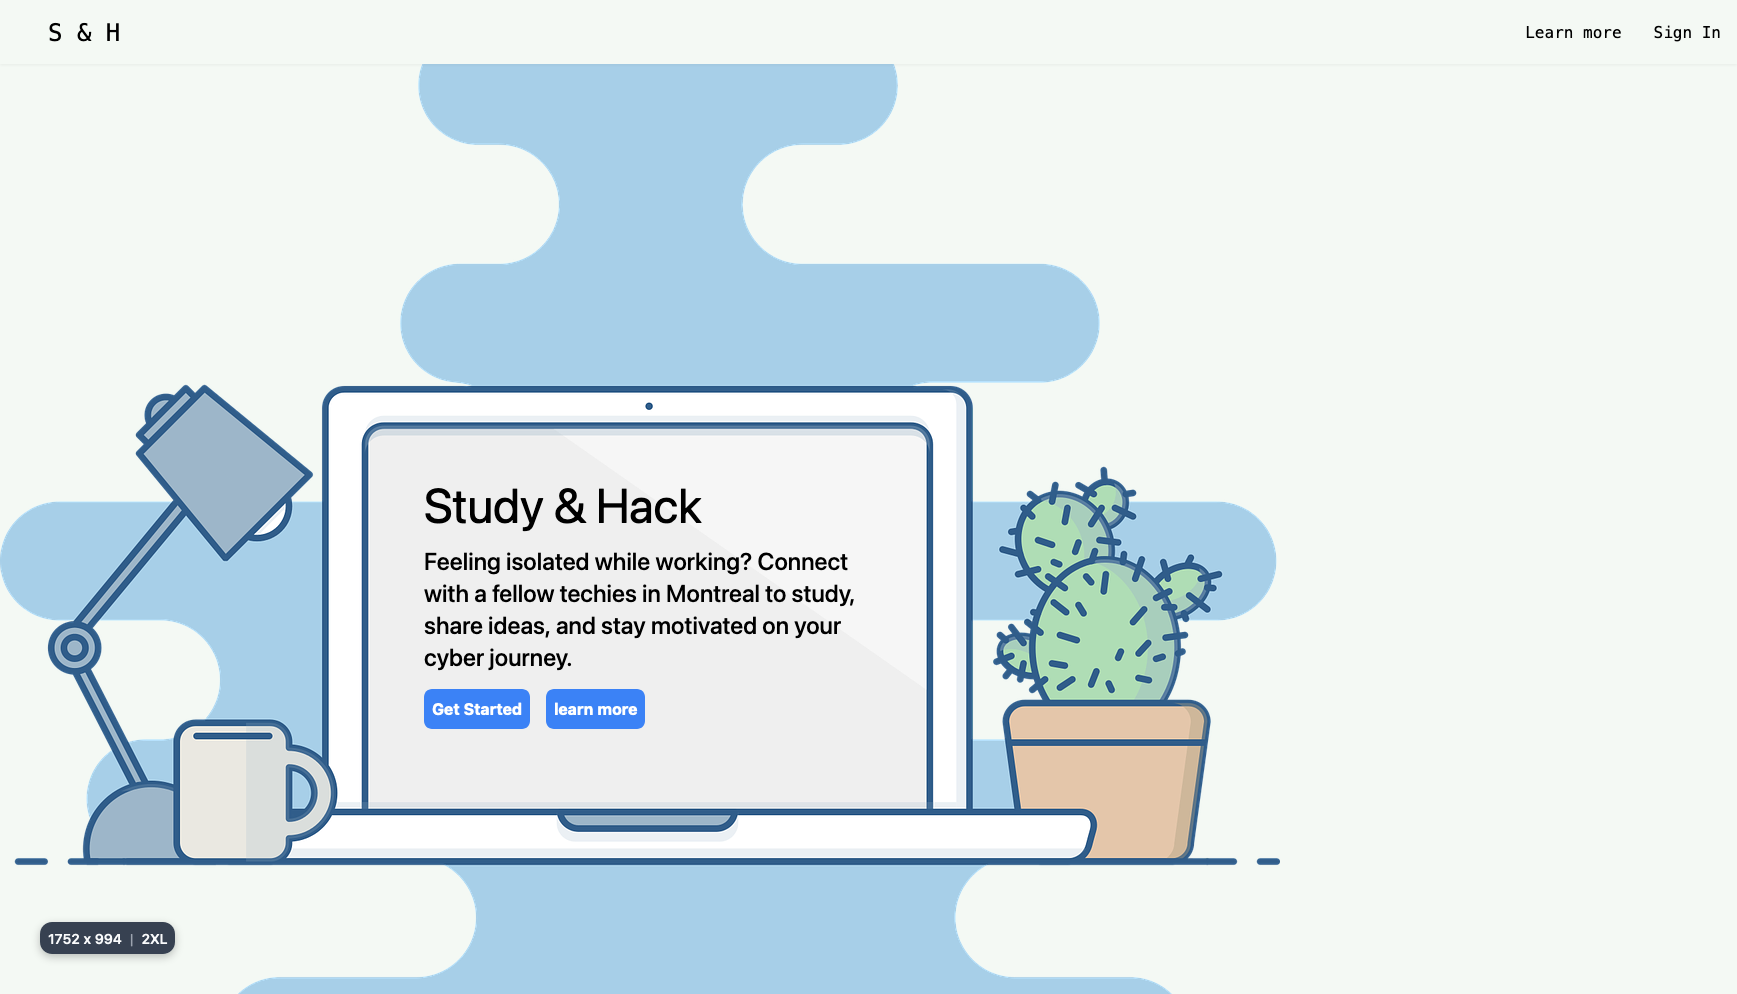 S & H
Learn more
Sign In
Study & Hack
Feeling isolated while working? Connect
with a fellow techies in Montreal to study,
share ideas, and stay motivated on your
cyber journey.
Get Started
learn more
1752 x 994 | 2XL